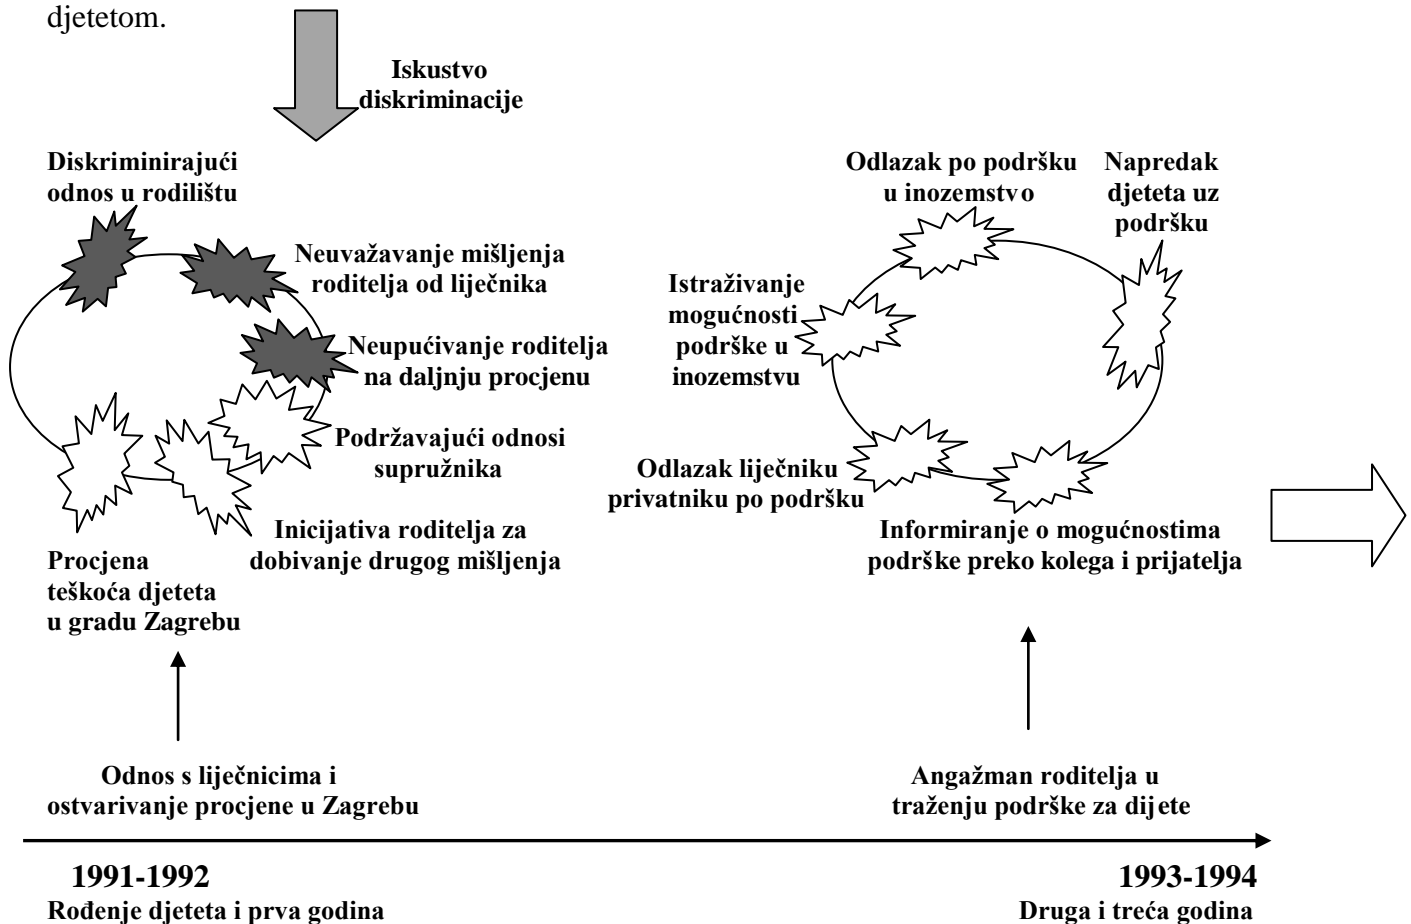 djetetom.
Iskustvo
diskriminacije
Diskriminirajući
odnos u rodilištu
Neuvažavanje mišljenja
roditelja od liječnika
Neupućivanje roditelja
na daljnju procjenu
Podržavajući odnosi
supružnika
Inicijativa roditelja za
dobivanje drugog mišljenja
Procjena
teškoća djeteta
u gradu Zagrebu
Odlazak po podršku
u inozemstvo
Napredak
djeteta uz
podršku
Istraživanje
mogućnosti
podrške u
inozemstvu
Odlazak liječniku
privatniku po podršku
Informiranje o mogućnostima
podrške preko kolega i prijatelja
Odnos s liječnicima i
ostvarivanje procjene u Zagrebu
Angažman roditelja u
traženju podrške za dijete
1991-1992
Rođenje djeteta i prva godina
1993-1994
Druga i treća godina